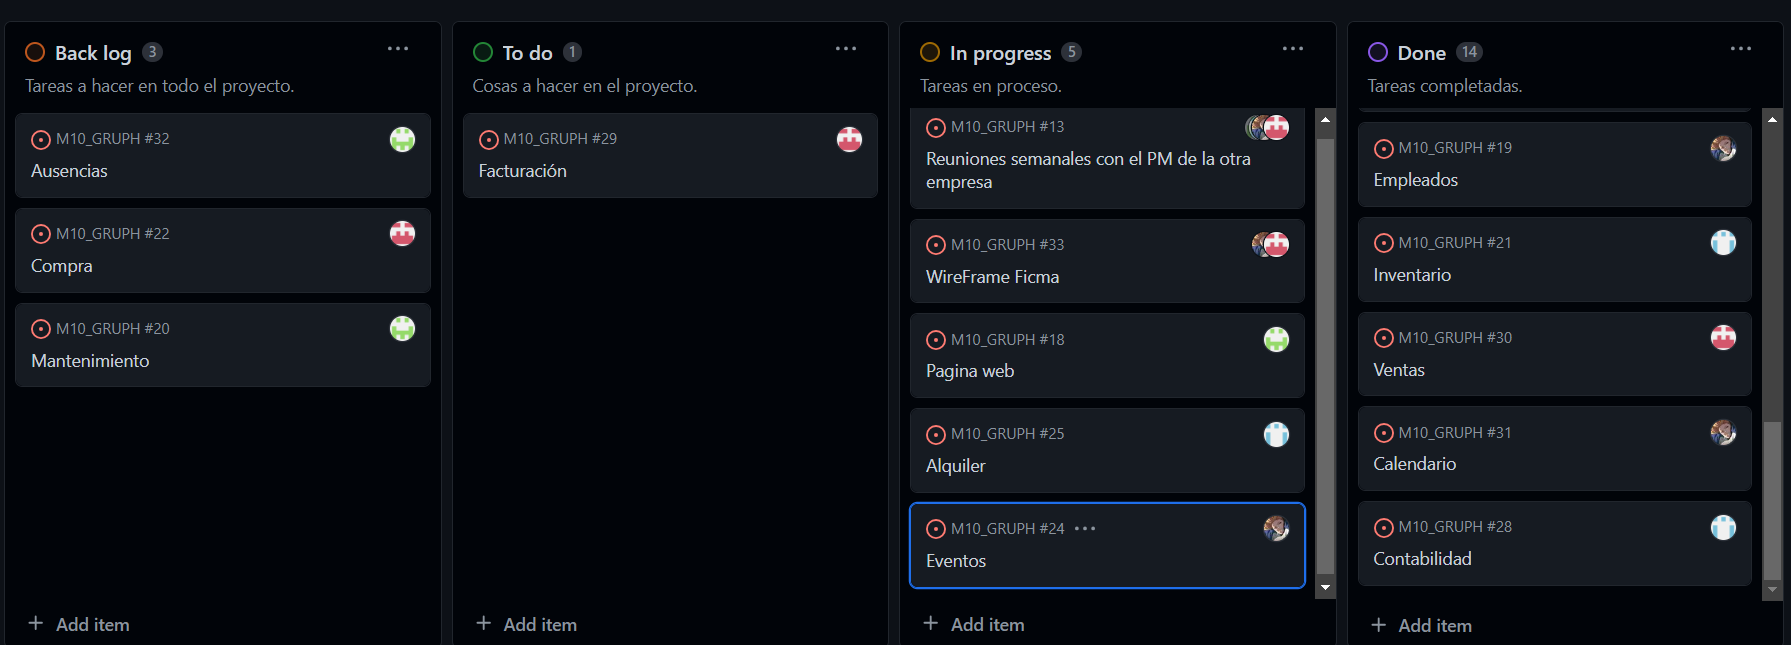 Back log 3
Tareas a hacer en todo el proyecto.
M10_GRUPH #32
Ausencias
M10_GRUPH #22
Compra
M10_GRUPH #20
Mantenimiento
+ Add item
To do 1
Cosas a hacer en el proyecto.
M10_GRUPH #29
Facturación
+ Add item
In progress 5
Tareas en proceso.
M10_GRUPH #13
Reuniones semanales con el PM de la otra
empresa
M10_GRUPH #33
WireFrame Ficma
M10_GRUPH #18
Pagina web
M10_GRUPH #25
Alquiler
M10_GRUPH #24
Eventos
+ Add item
Done 14
Tareas completadas.
M10_GRUPH #19
Empleados
M10_GRUPH #21
Inventario
M10_GRUPH #30
Ventas
M10_GRUPH #31
Calendario
M10_GRUPH #28
Contabilidad
+ Add item